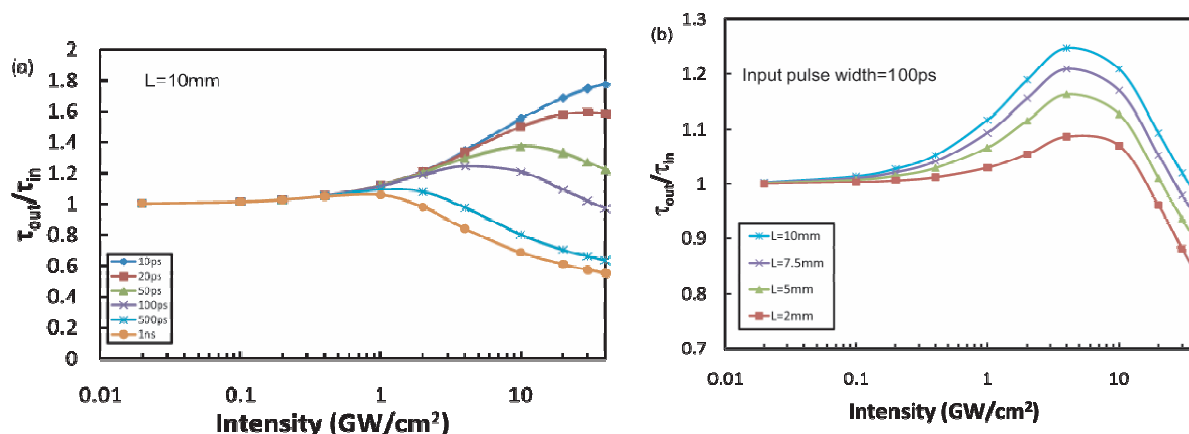 (a)
L=10mm
2
1.8
1.6
1.4
1.2
1
0.8
0.6
0.4
0.2
0
τout/τin
10ps
20ps
50ps
100ps
500ps
1ns
0.01
0.1
1
10
Intensity (GW/cm²)
(b)
Input pulse width=100ps
1.3
1.2
1.1
1
0.9
0.8
0.7
τout/τin
L=10mm
L=7.5mm
L=5mm
L=2mm
0.01
0.1
1
10
Intensity (GW/cm²)